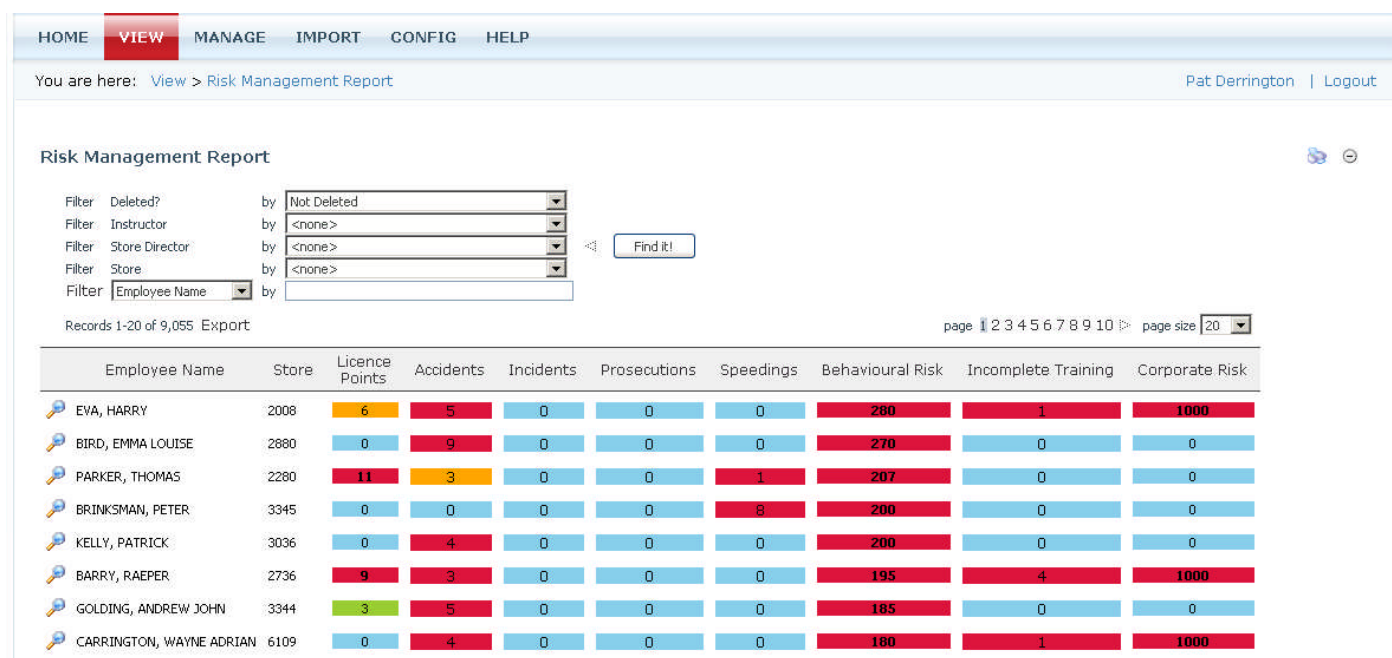 HOME VIEW MANAGE IMPORT CONFIG HELP
You are here: View > Risk Management Report Pat Derrington | Logout
Risk Management Report
Filter Deleted? by Not Deleted
Filter Instructor by <none>
Filter Store Director by <none> Find it!
Filter Store by <none>
Filter Employee Name by
Records 1-20 of 9,055 Export page 1 2 3 4 5 6 7 8 9 10 page size 20
Employee Name Store Licence Points Accidents Incidents Prosecutions Speedings Behavioural Risk Incomplete Training Corporate Risk
EVA, HARRY 2008 6 5 0 0 0 280 1 1000
BIRD, EMMA LOUISE 2880 0 9 0 0 0 270 0 0
PARKER, THOMAS 2280 11 3 0 0 1 207 0 0
BRINKSMAN, PETER 3345 0 0 0 0 8 200 0 0
KELLY, PATRICK 3036 0 4 0 0 0 200 0 0
BARRY, RAEPER 2736 9 3 0 0 0 195 4 1000
GOLDING, ANDREW JOHN 3344 3 5 0 0 0 185 0 0
CARRINGTON, WAYNE ADRIAN 6109 0 4 0 0 0 180 1 1000